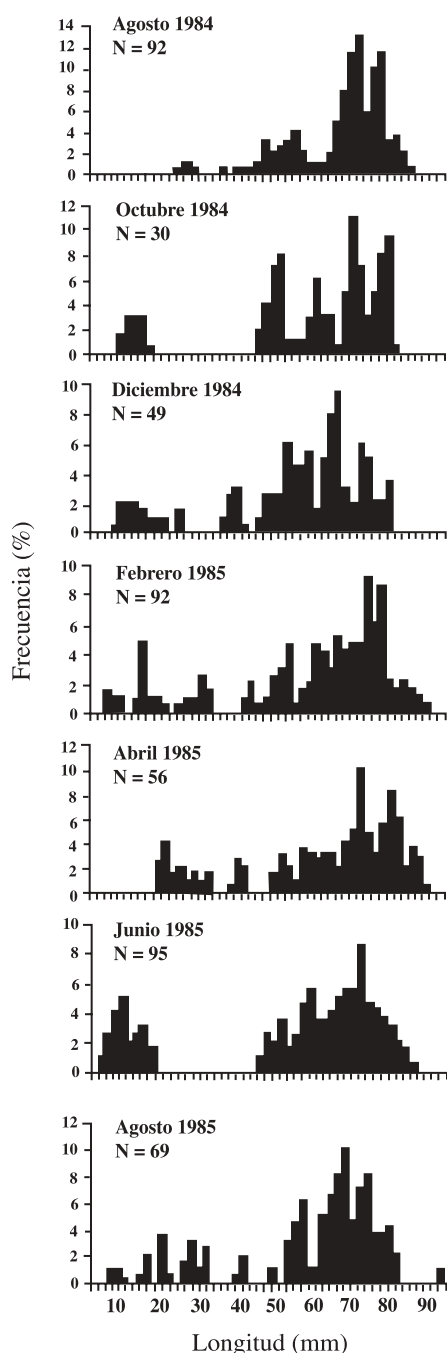 Frecuencia (%)
Agosto 1984
N = 92
14
12
10
8
6
4
2
0
Octubre 1984
N = 30
12
10
8
6
4
2
0
Diciembre 1984
N = 49
10
8
6
4
2
0
Febrero 1985
N = 92
10
8
6
4
2
0
Abril 1985
N = 56
12
10
8
6
4
2
0
Junio 1985
N = 95
10
8
6
4
2
0
Agosto 1985
N = 69
12
10
8
6
4
2
0
10 20 30 40 50 60 70 80 90
Longitud (mm)